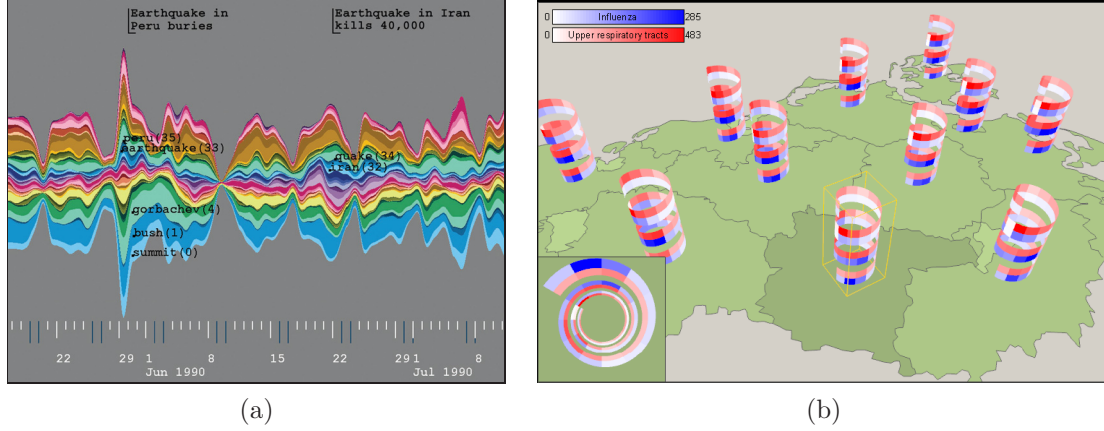 Earthquake in
Peru buries
Earthquake in Iran
kills 40,000
peru(35)
earthquake(33)
quake(34)
iran(32)
gorbachev(4)
bush(1)
summit(0)
22 29 1 8 15 22 29 1 8
Jun 1990 Jul 1990
(a)
0 Influenza 285
0 Upper respiratory tracts 483
(b)